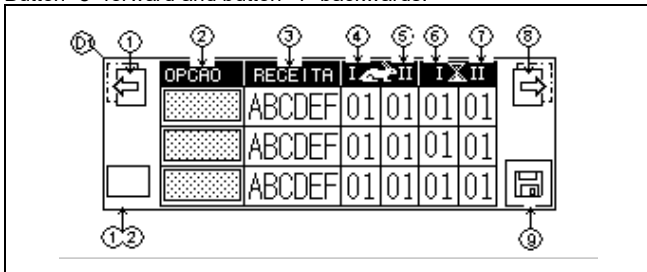 Button "8" forward and button "1" backwards.
D1 1 2 3 4 5 6 7 8
OPCAO RECEITA I II I II
ABCDEF 01 01 01 01
ABCDEF 01 01 01 01
ABCDEF 01 01 01 01
12 9